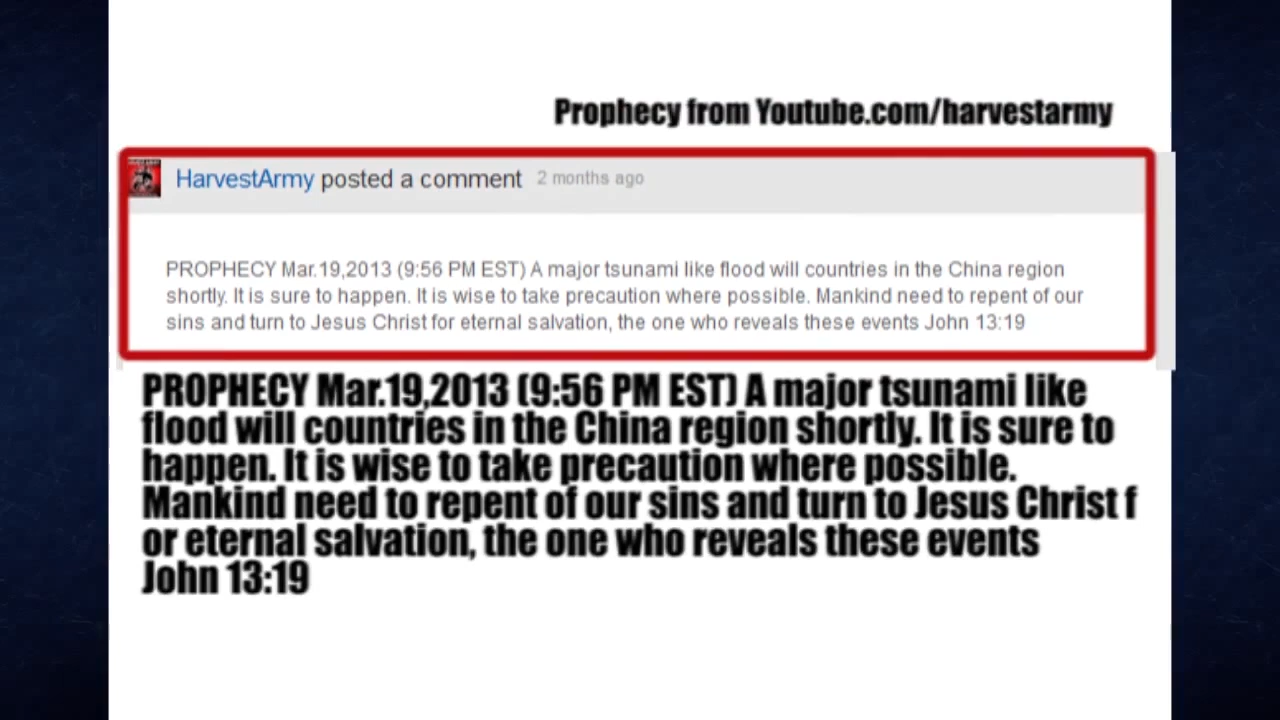 Prophecy from Youtube.com/harvestarmy
HarvestArmy posted a comment 2 months ago
PROPHECY Mar.19,2013 (9:56 PM EST) A major tsunami like flood will countries in the China region
shortly. It is sure to happen. It is wise to take precaution where possible. Mankind need to repent of our
sins and turn to Jesus Christ for eternal salvation, the one who reveals these events John 13:19
PROPHECY Mar.19,2013 (9:56 PM EST) A major tsunami like
flood will countries in the China region shortly. It is sure to
happen. It is wise to take precaution where possible.
Mankind need to repent of our sins and turn to Jesus Christ f
or eternal salvation, the one who reveals these events
John 13:19